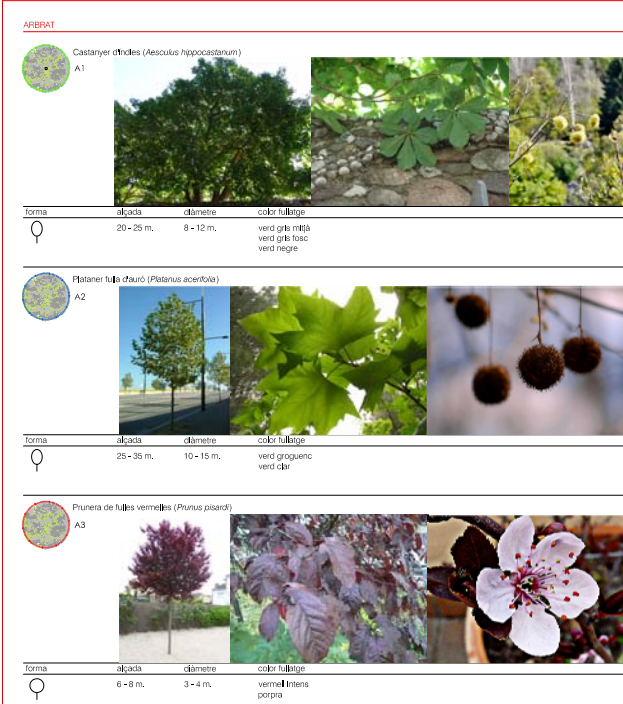 ARBRAT
Castanyer d'índies (Aesculus hippocastanum)
A1
forma alçada diàmetre color fullatge
20 - 25 m. 8 - 12 m. verd gris mitjà
verd gris fosc
verd negre
Plataner fulla d'auró (Platanus acerifolia)
A2
forma alçada diàmetre color fullatge
25 - 35 m. 10 - 15 m. verd groguenc
verd clar
Prunera de fulles vermelles (Prunus pisardi)
A3
forma alçada diàmetre color fullatge
6 - 8 m. 3 - 4 m. vermell intens
porpra